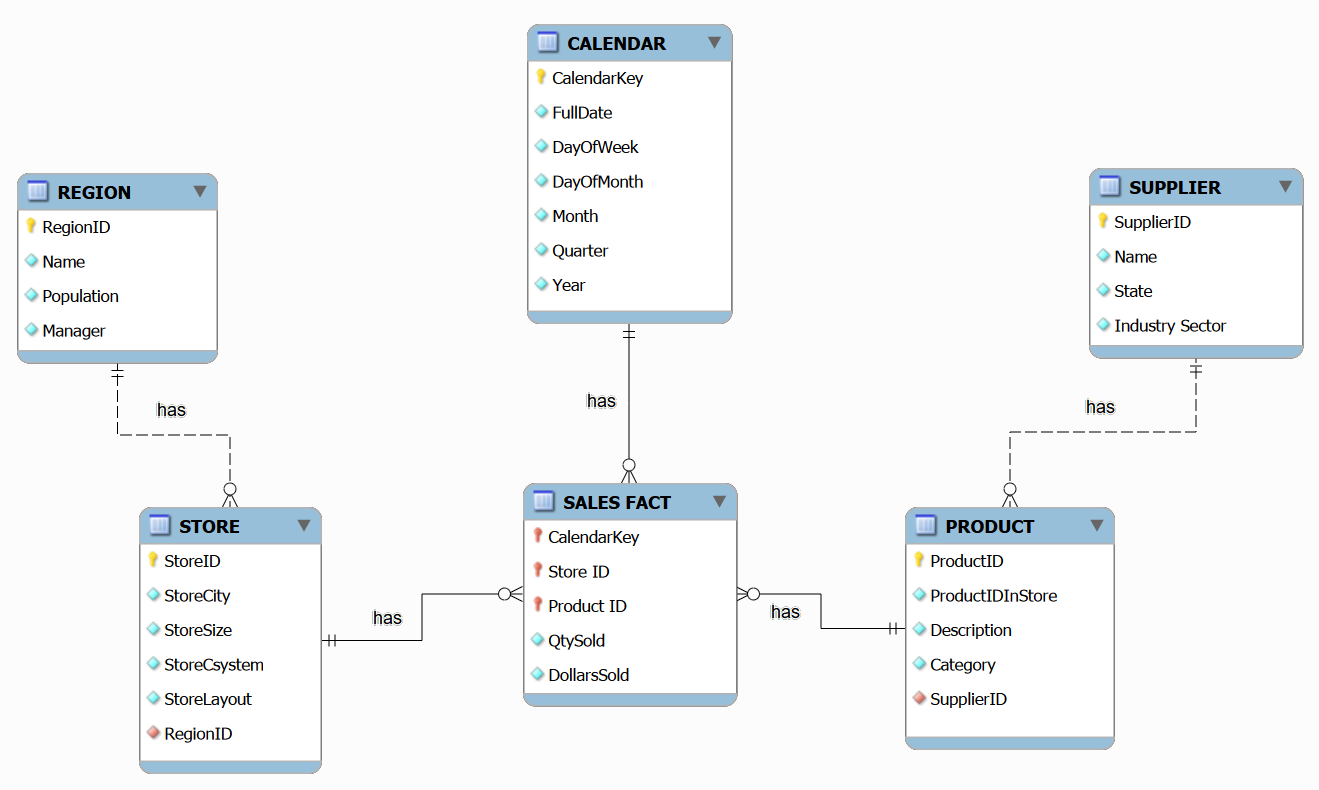 CALENDAR
CalendarKey
FullDate
DayOfWeek
DayOfMonth
Month
Quarter
Year
REGION
RegionID
Name
Population
Manager
SUPPLIER
SupplierID
Name
State
Industry Sector
has
has
has
STORE
StoreID
StoreCity
StoreSize
StoreCsystem
StoreLayout
RegionID
has
SALES FACT
CalendarKey
Store ID
Product ID
QtySold
DollarsSold
has
PRODUCT
ProductID
ProductIDInStore
Description
Category
SupplierID